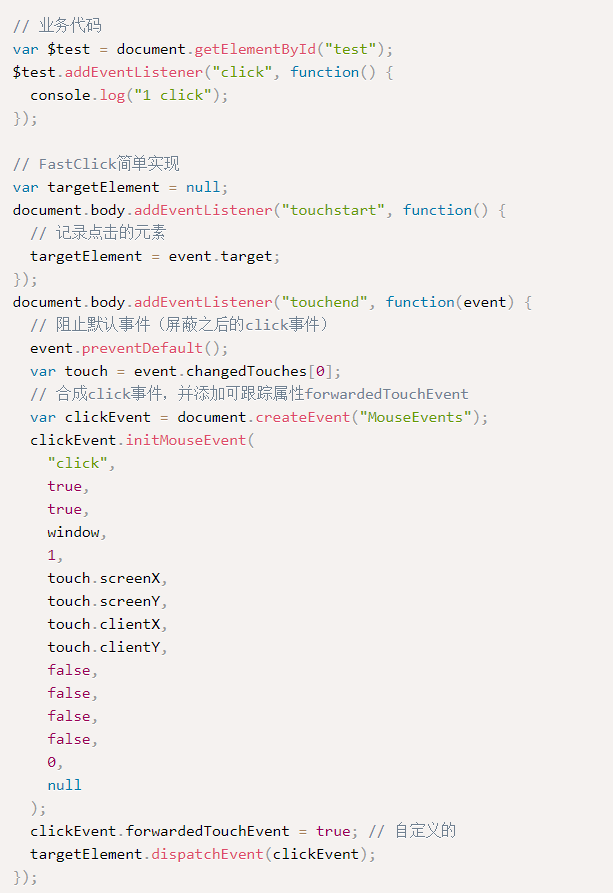 // 业务代码
var $test = document.getElementById("test");
$test.addEventListener("click", function() {
  console.log("1 click");
});

// FastClick简单实现
var targetElement = null;
document.body.addEventListener("touchstart", function() {
  // 记录点击的元素
  targetElement = event.target;
});
document.body.addEventListener("touchend", function(event) {
  // 阻止默认事件（屏蔽之后的click事件）
  event.preventDefault();
  var touch = event.changedTouches[0];
  // 合成click事件，并添加可跟踪属性forwardedTouchEvent
  var clickEvent = document.createEvent("MouseEvents");
  clickEvent.initMouseEvent(
    "click",
    true,
    true,
    window,
    1,
    touch.screenX,
    touch.screenY,
    touch.clientX,
    touch.clientY,
    false,
    false,
    false,
    false,
    0,
    null
  );
  clickEvent.forwardedTouchEvent = true; // 自定义的
  targetElement.dispatchEvent(clickEvent);
});